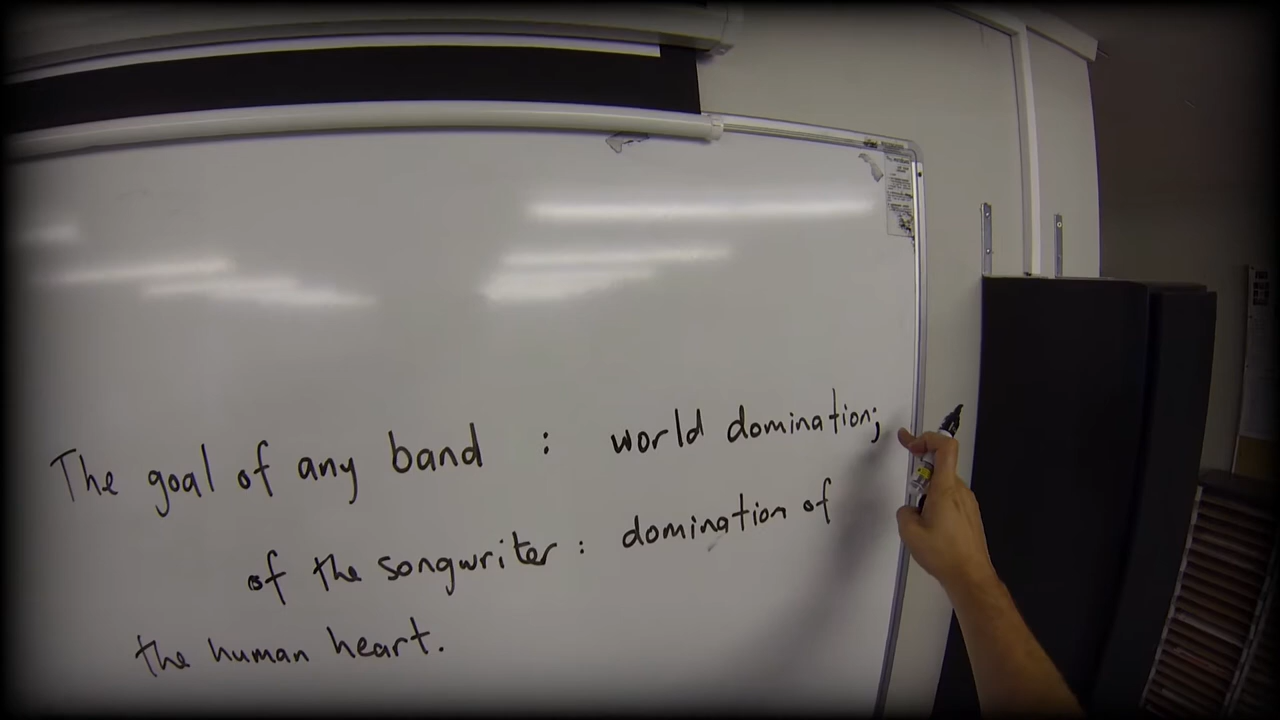 The goal of any band : world domination;
of the songwriter : domination of
the human heart.